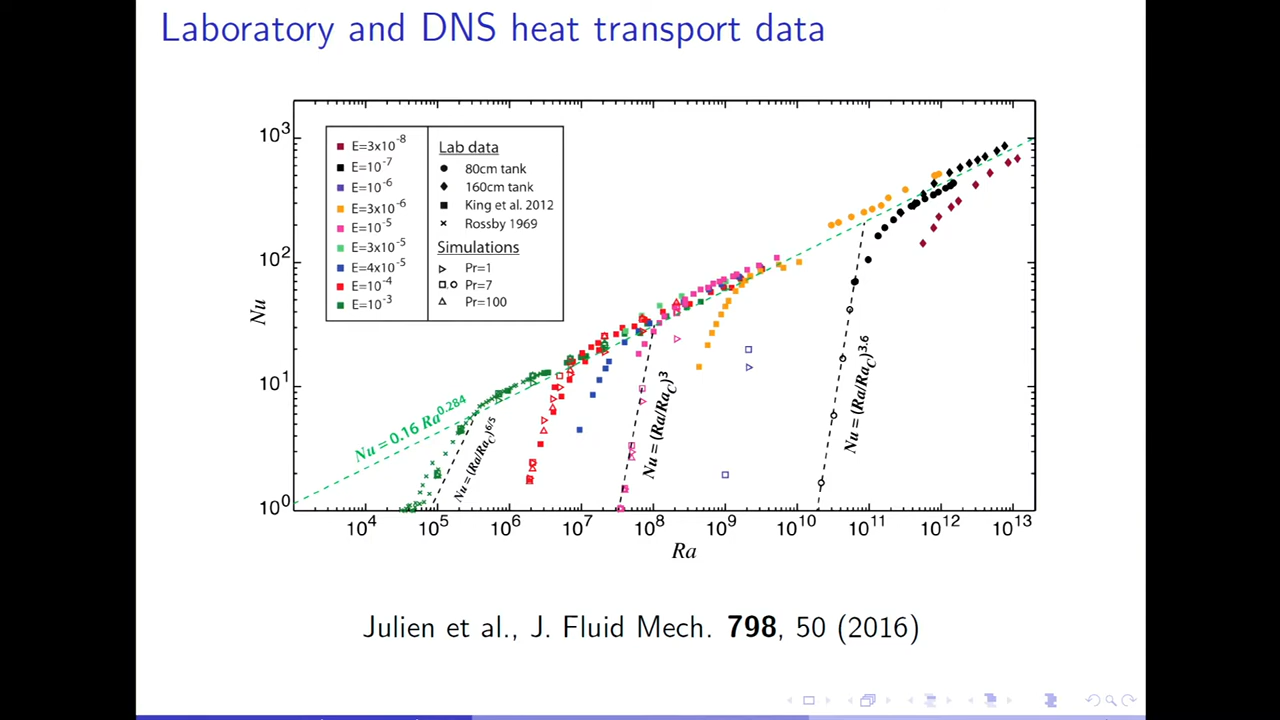 Laboratory and DNS heat transport data
10^3
10^2
10^1
10^0
Nu
E=3x10^-8
E=10^-7
E=10^-6
E=3x10^-6
E=10^-5
E=3x10^-5
E=4x10^-5
E=10^-4
E=10^-3
Lab data
80cm tank
160cm tank
King et al. 2012
Rossby 1969
Simulations
Pr=1
Pr=7
Pr=100
Nu = 0.16 Ra^0.284
Nu = (Ra/Ra_C)^6/5
Nu = (Ra/Ra_C)^3
Nu = (Ra/Ra_C)^3.6
10^4 10^5 10^6 10^7 10^8 10^9 10^10 10^11 10^12 10^13
Ra
Julien et al., J. Fluid Mech. 798, 50 (2016)